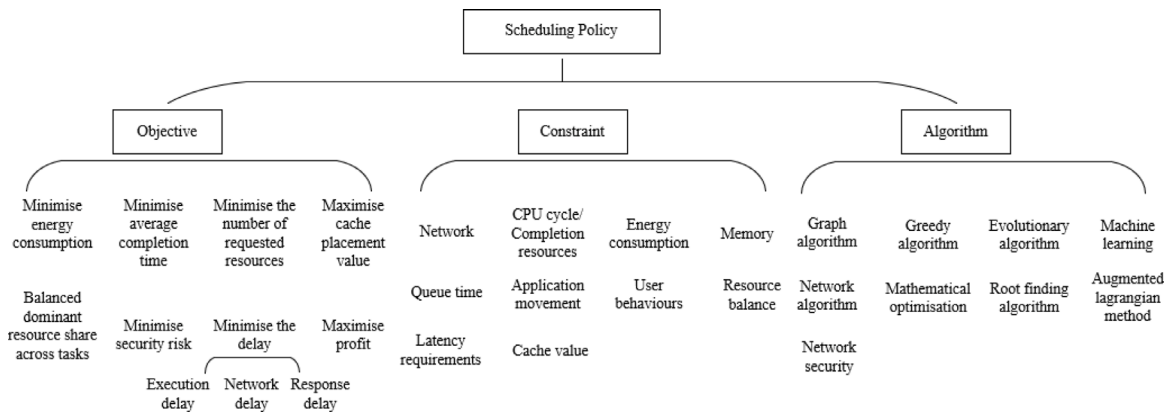 Scheduling Policy
Objective
Constraint
Algorithm
Minimise
energy
consumption
Minimise
average
completion
time
Minimise the
number of
requested
resources
Maximise
cache
placement
value
Balanced
dominant
resource share
across tasks
Minimise
security risk
Minimise the
delay
Maximise
profit
Execution
delay
Network
delay
Response
delay
Network
CPU cycle/
Completion
resources
Energy
consumption
Memory
Queue time
Application
movement
User
behaviours
Resource
balance
Latency
requirements
Cache value
Graph
algorithm
Greedy
algorithm
Evolutionary
algorithm
Machine
learning
Network
algorithm
Mathematical
optimisation
Root finding
algorithm
Augmented
lagrangian
method
Network
security